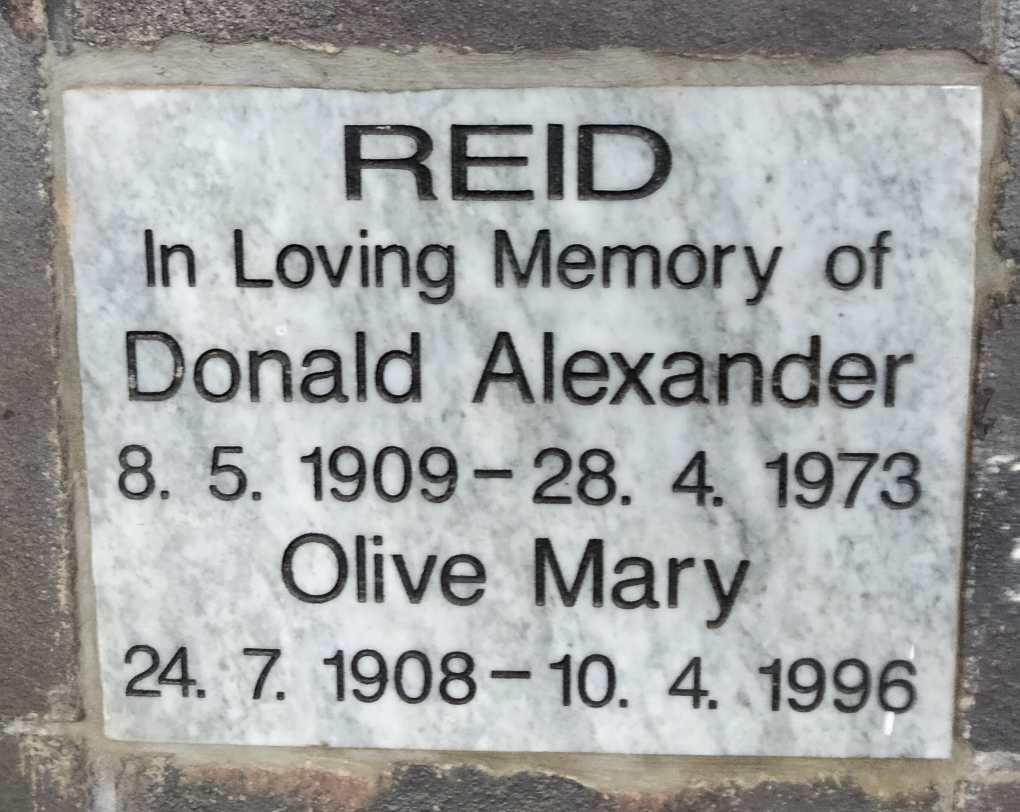 REID
In Loving Memory of
Donald Alexander
8. 5. 1909 – 28. 4. 1973
Olive Mary
24. 7. 1908 – 10. 4. 1996